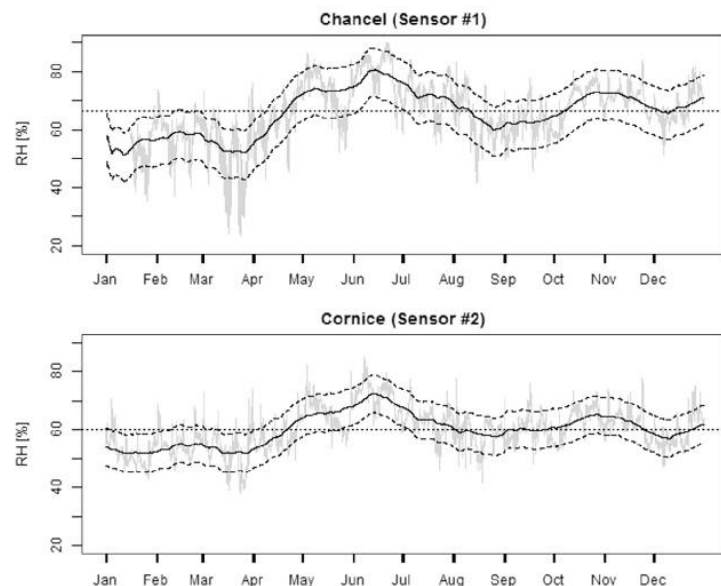 Chancel (Sensor #1)
RH [%]
80
60
40
20
Jan Feb Mar Apr May Jun Jul Aug Sep Oct Nov Dec
Cornice (Sensor #2)
RH [%]
80
60
40
20
Jan Feb Mar Apr May Jun Jul Aug Sep Oct Nov Dec